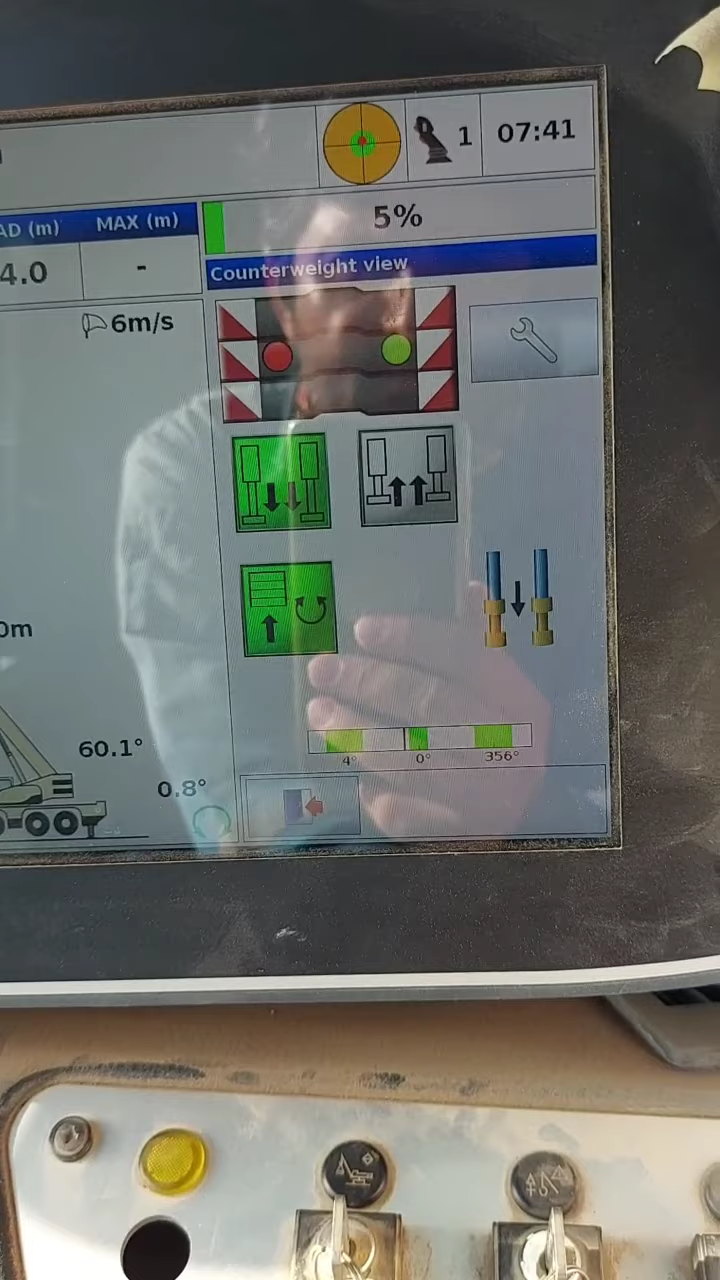 1 07:41
5%
AD (m) MAX (m)
4.0 -
Counterweight view
6m/s
0m
60.1°
0.8°
4° 0° 356°